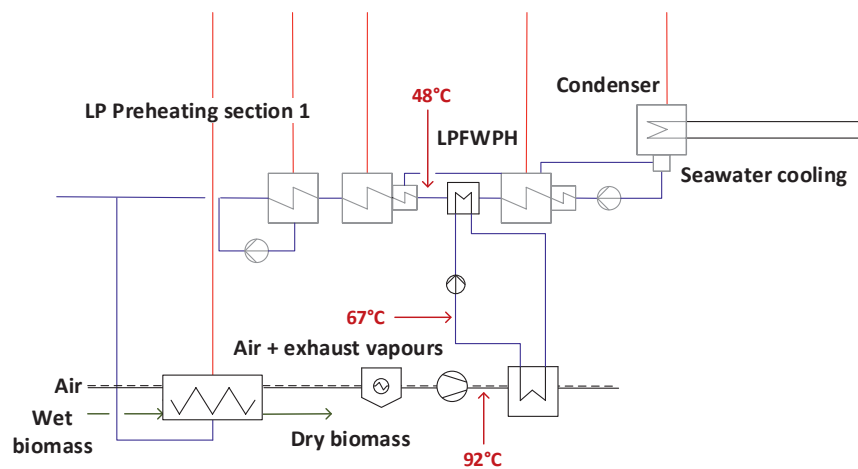 Condenser
48°C
LP Preheating section 1
LPFWPH
Seawater cooling
67°C
Air + exhaust vapours
Air
Wet
biomass
Dry biomass
92°C